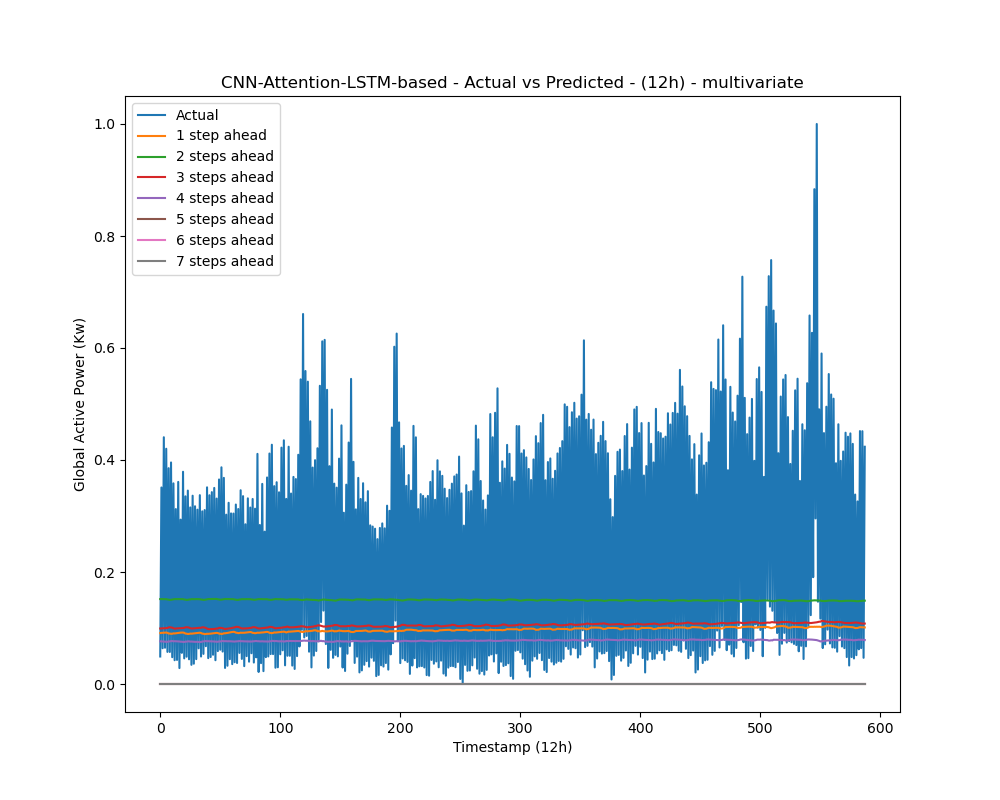 CNN-Attention-LSTM-based - Actual vs Predicted - (12h) - multivariate
Actual
1 step ahead
2 steps ahead
3 steps ahead
4 steps ahead
5 steps ahead
6 steps ahead
7 steps ahead
Global Active Power (Kw)
1.0
0.8
0.6
0.4
0.2
0.0
0 100 200 300 400 500 600
Timestamp (12h)